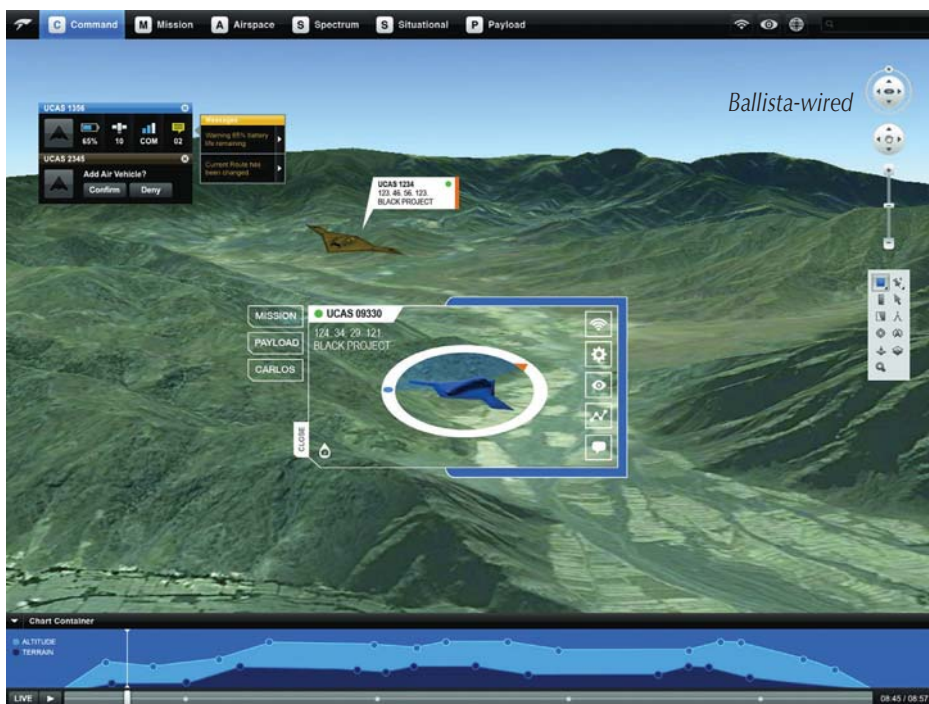 C Command M Mission A Airspace S Spectrum S Situational P Payload
Ballista-wired
UCAS 1356
65% 10 COM 02
Messages
Warning 65% battery
life remaining
Current Route has
been changed
UCAS 2345
Add Air Vehicle?
Confirm Deny
UCAS 1234
123. 46. 56. 123.
BLACK PROJECT
MISSION
PAYLOAD
CARLOS
CLOSE
UCAS 09330
124. 34. 29. 121.
BLACK PROJECT
Chart Container
ALTITUDE
TERRAIN
LIVE 08:45 / 08:57